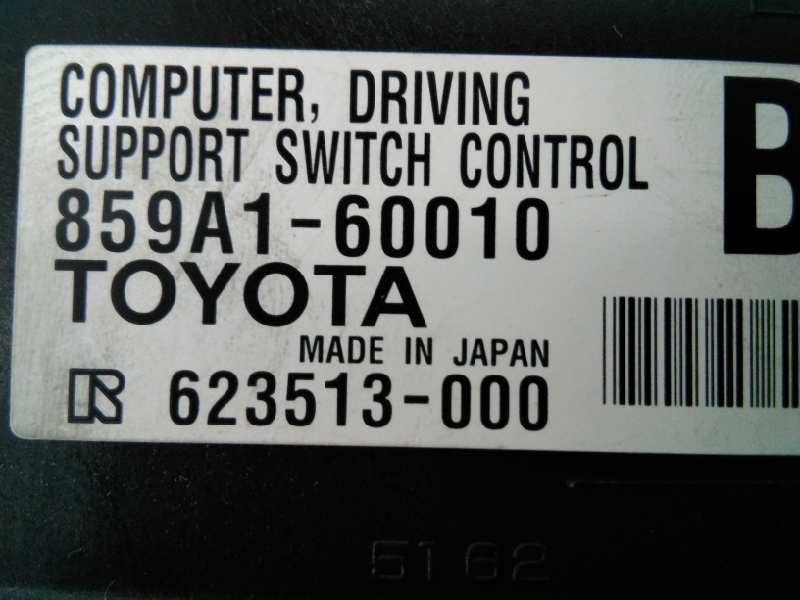 COMPUTER, DRIVING
SUPPORT SWITCH CONTROL
859A1-60010
B
TOYOTA
MADE IN JAPAN
R 623513-000
5162